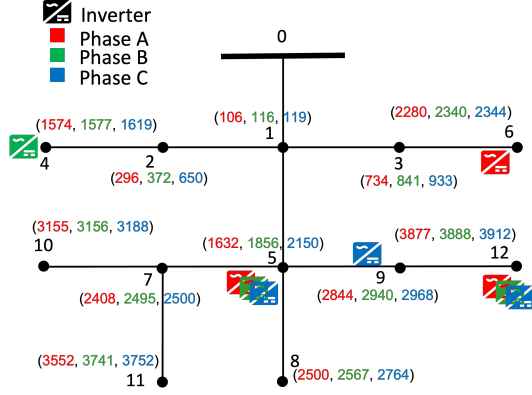 Inverter
Phase A
Phase B
Phase C
0
(106, 116, 119)
1
(1574, 1577, 1619)
4
2
(296, 372, 650)
(2280, 2340, 2344)
6
3
(734, 841, 933)
(3155, 3156, 3188)
10
(1632, 1856, 2150)
5
(3877, 3888, 3912)
12
7
(2408, 2495, 2500)
9
(2844, 2940, 2968)
(3552, 3741, 3752)
11
8
(2500, 2567, 2764)